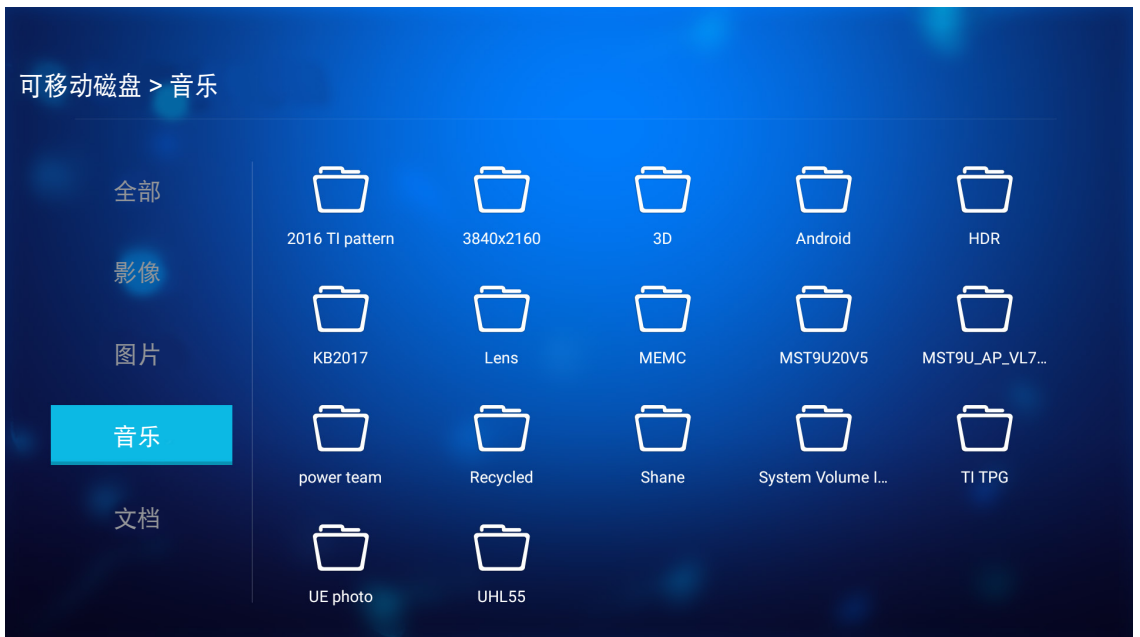 可移动磁盘 > 音乐
全部
影像
图片
音乐
文档
2016 TI pattern
3840x2160
3D
Android
HDR
KB2017
Lens
MEMC
MST9U20V5
MST9U_AP_VL7...
power team
Recycled
Shane
System Volume I...
TI TPG
UE photo
UHL55